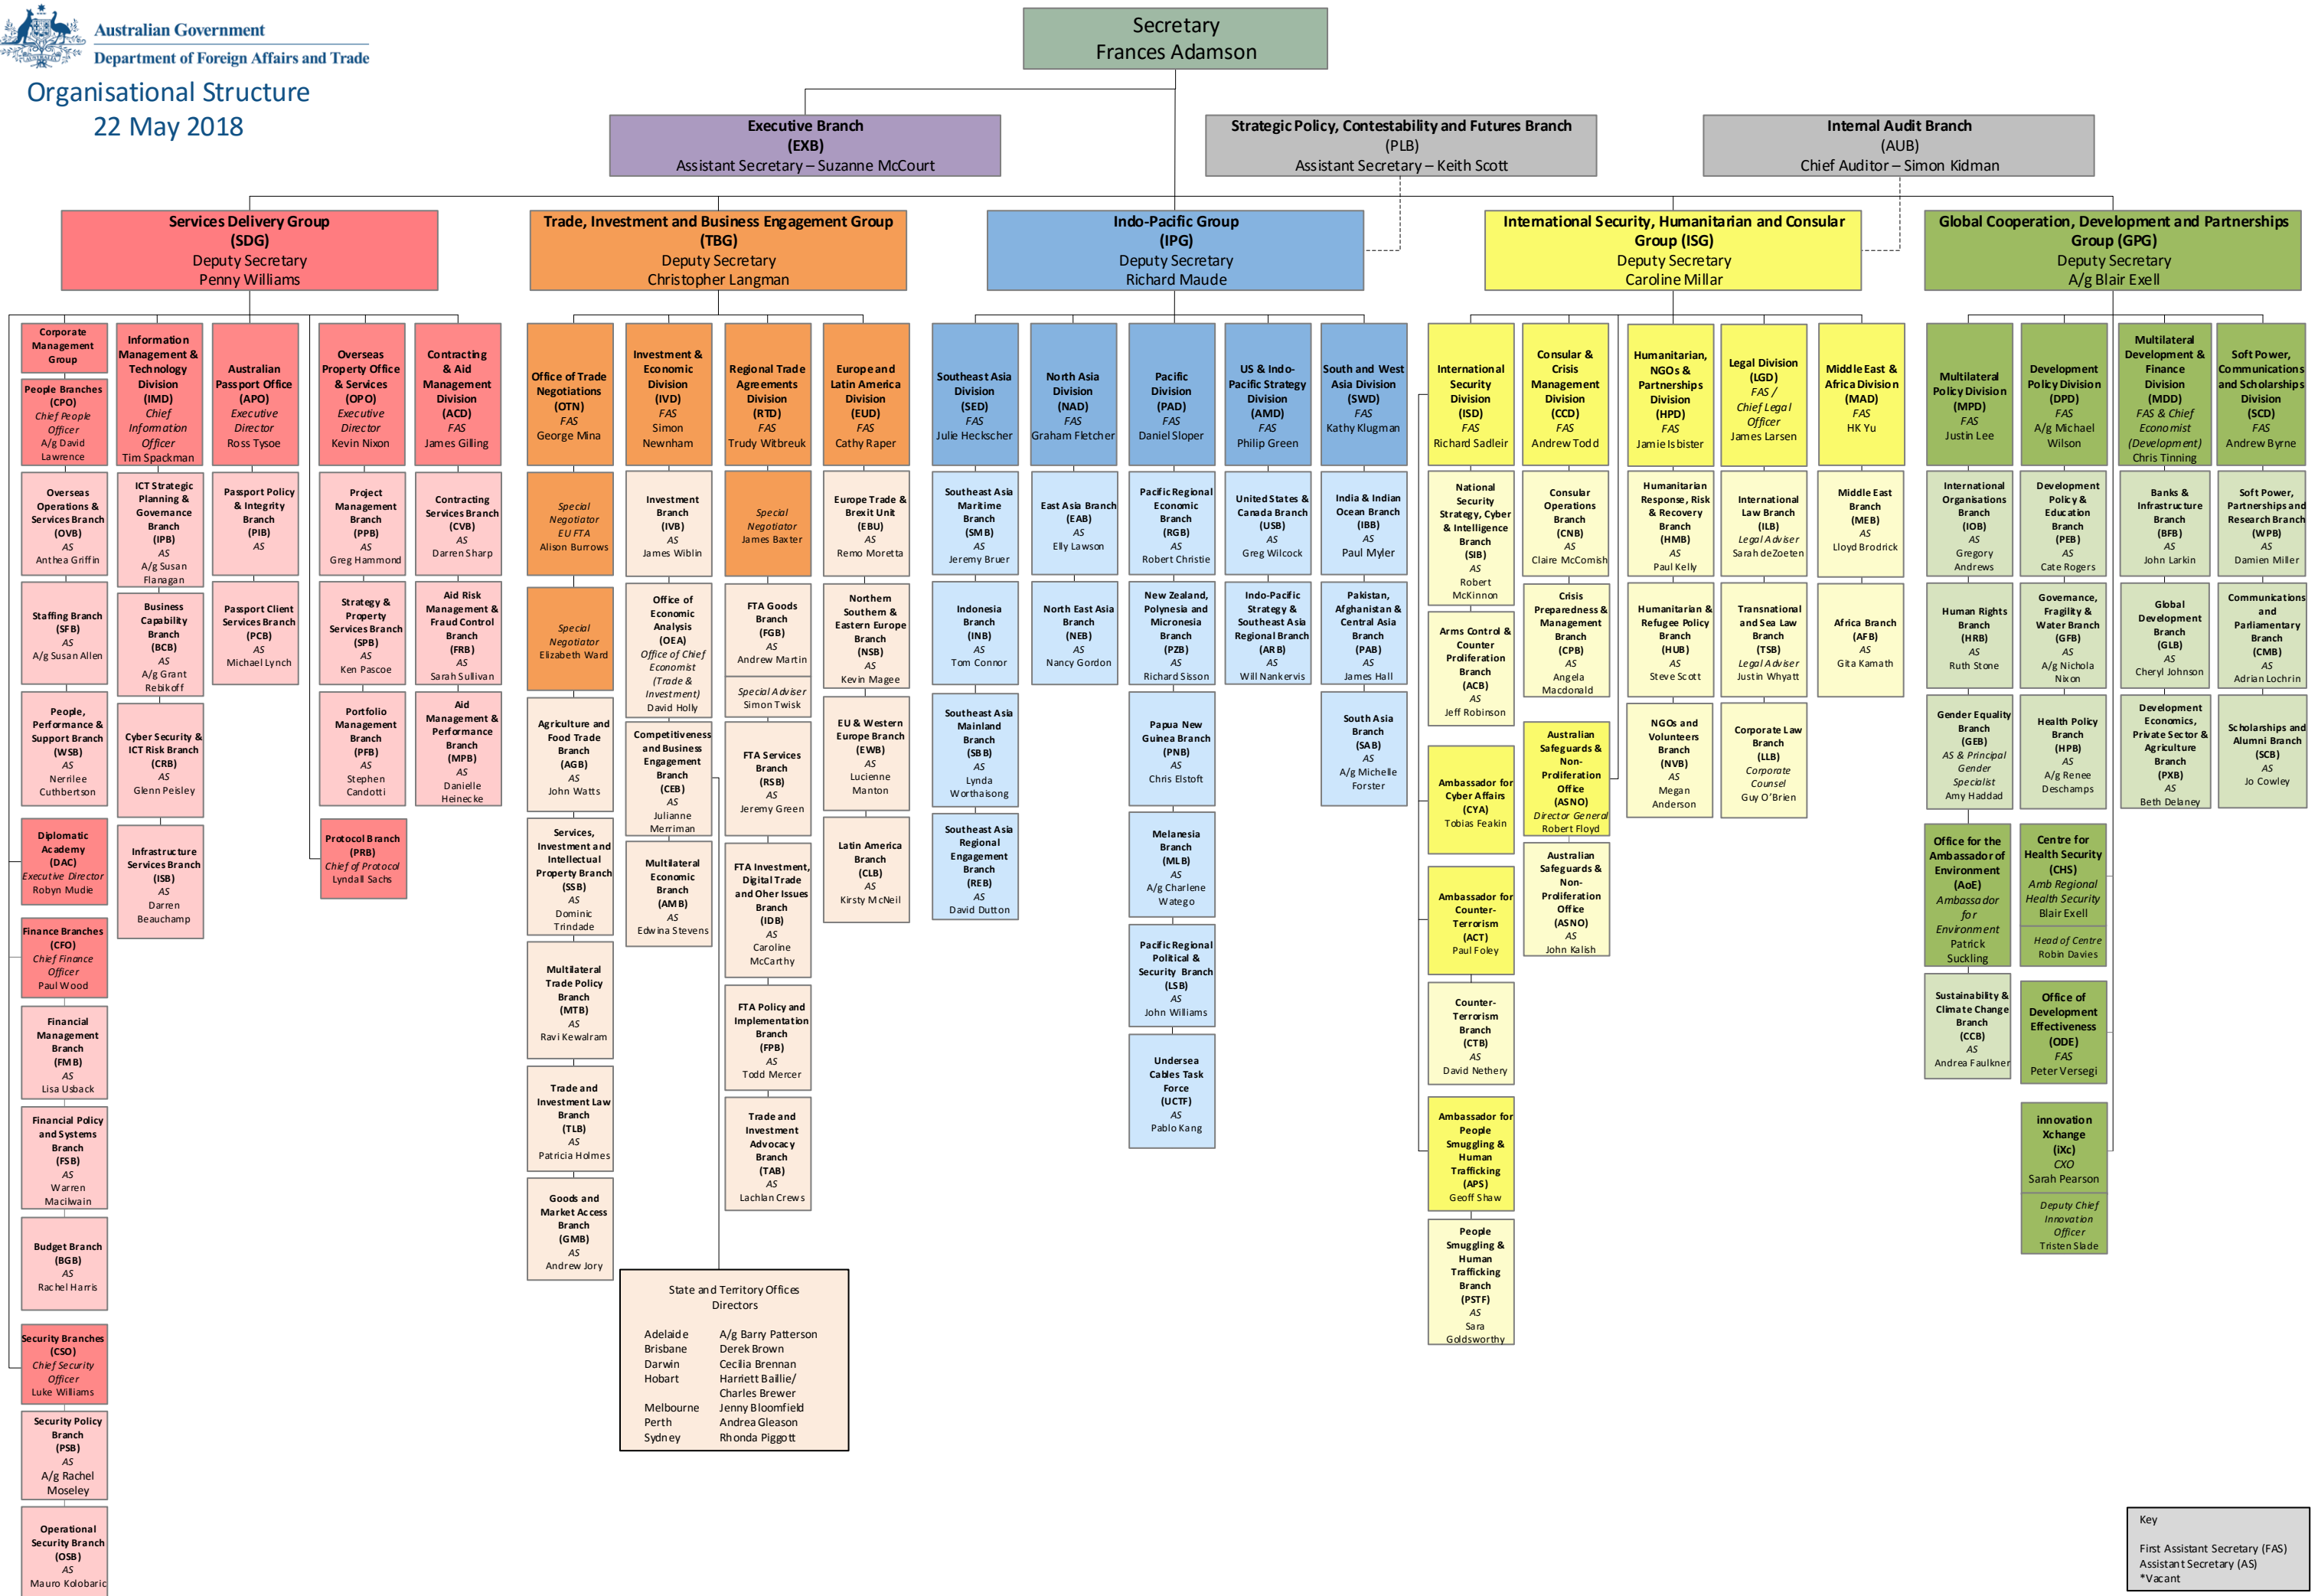 Australian Government
Department of Foreign Affairs and Trade
Organisational Structure
22 May 2018
Secretary
Frances Adamson
Executive Branch
(EXB)
Assistant Secretary – Suzanne McCourt
Strategic Policy, Contestability and Futures Branch
(PLB)
Assistant Secretary – Keith Scott
Internal Audit Branch
(AUB)
Chief Auditor – Simon Kidman
Services Delivery Group
(SDG)
Deputy Secretary
Penny Williams
Trade, Investment and Business Engagement Group
(TBG)
Deputy Secretary
Christopher Langman
Indo-Pacific Group
(IPG)
Deputy Secretary
Richard Maude
International Security, Humanitarian and Consular
Group (ISG)
Deputy Secretary
Caroline Millar
Global Cooperation, Development and Partnerships
Group (GPG)
Deputy Secretary
A/g Blair Exell
Corporate
Management
Group
People Branches
(CPO)
Chief People
Officer
A/g David
Lawrence
Overseas
Operations &
Services Branch
(OVB)
AS
Anthea Griffin
Staffing Branch
(SFB)
AS
A/g Susan Allen
People,
Performance &
Support Branch
(WSB)
AS
Nerrilee
Cuthbertson
Diplomatic
Academy
(DAC)
Executive Director
Robyn Mudie
Finance Branches
(CFO)
Chief Finance
Officer
Paul Wood
Financial
Management
Branch
(FMB)
AS
Lisa Usback
Financial Policy
and Systems
Branch
(FSB)
AS
Warren
Macilwain
Budget Branch
(BGB)
AS
Rachel Harris
Security Branches
(CSO)
Chief Security
Officer
Luke Williams
Security Policy
Branch
(PSB)
AS
A/g Rachel
Moseley
Operational
Security Branch
(OSB)
AS
Mauro Kolobaric
Information
Management &
Technology
Division
(IMD)
Chief
Information
Officer
Tim Spackman
ICT Strategic
Planning &
Governance
Branch
(IPB)
AS
A/g Susan
Flanagan
Business
Capability
Branch
(BCB)
AS
A/g Grant
Rebikoff
Cyber Security &
ICT Risk Branch
(CRB)
AS
Glenn Peisley
Infrastructure
Services Branch
(ISB)
AS
Darren
Beauchamp
Australian
Passport Office
(APO)
Executive
Director
Ross Tysoe
Passport Policy
& Integrity
Branch
(PIB)
AS
Passport Client
Services Branch
(PCB)
AS
Michael Lynch
Overseas
Property Office
& Services
(OPO)
Executive
Director
Kevin Nixon
Project
Management
Branch
(PPB)
AS
Greg Hammond
Strategy &
Property
Services Branch
(SPB)
AS
Ken Pascoe
Portfolio
Management
Branch
(PFB)
AS
Stephen
Candotti
Protocol Branch
(PRB)
Chief of Protocol
Lyndall Sachs
Contracting
& Aid
Management
Division
(ACD)
FAS
James Gilling
Contracting
Services Branch
(CVB)
AS
Darren Sharp
Aid Risk
Management &
Fraud Control
Branch
(FRB)
AS
Sarah Sullivan
Aid
Management &
Performance
Branch
(MPB)
AS
Danielle
Heinecke
Office of Trade
Negotiations
(OTN)
FAS
George Mina
Special
Negotiator
EU FTA
Alison Burrows
Special
Negotiator
Elizabeth Ward
Agriculture and
Food Trade
Branch
(AGB)
AS
John Watts
Services,
Investment and
Intellectual
Property Branch
(SSB)
AS
Dominic
Trindade
Multilateral
Trade Policy
Branch
(MTB)
AS
Ravi Kewalram
Trade and
Investment Law
Branch
(TLB)
AS
Patricia Holmes
Goods and
Market Access
Branch
(GMB)
AS
Andrew Jory
Investment &
Economic
Division
(IVD)
FAS
Simon
Newnham
Investment
Branch
(IVB)
AS
James Wiblin
Office of
Economic
Analysis
(OEA)
Office of Chief
Economist
(Trade &
Investment)
David Holly
Competitiveness
and Business
Engagement
Branch
(CEB)
AS
Julianne
Merriman
Multilateral
Economic
Branch
(AMB)
AS
Edwina Stevens
State and Territory Offices
Directors
Adelaide A/g Barry Patterson
Brisbane Derek Brown
Darwin Cecilia Brennan
Hobart Harriett Baillie/
Charles Brewer
Melbourne Jenny Bloomfield
Perth Andrea Gleason
Sydney Rhonda Piggott
Regional Trade
Agreements
Division
(RTD)
FAS
Trudy Witbreuk
Special
Negotiator
James Baxter
FTA Goods
Branch
(FGB)
AS
Andrew Martin
Special Adviser
Simon Twisk
FTA Services
Branch
(RSB)
AS
Jeremy Green
FTA Investment,
Digital Trade
and Oher Issues
Branch
(IDB)
AS
Caroline
McCarthy
FTA Policy and
Implementation
Branch
(FPB)
AS
Todd Mercer
Trade and
Investment
Advocacy
Branch
(TAB)
AS
Lachlan Crews
Europe and
Latin America
Division
(EUD)
FAS
Cathy Raper
Europe Trade &
Brexit Unit
(EBU)
AS
Remo Moretta
Northern
Southern &
Eastern Europe
Branch
(NSB)
AS
Kevin Magee
EU & Western
Europe Branch
(EWB)
AS
Lucienne
Manton
Latin America
Branch
(CLB)
AS
Kirsty McNeil
Southeast Asia
Division
(SED)
FAS
Julie Heckscher
Southeast Asia
Maritime
Branch
(SMB)
AS
Jeremy Bruer
Indonesia
Branch
(INB)
AS
Tom Connor
Southeast Asia
Mainland
Branch
(SBB)
AS
Lynda
Worthaisong
Southeast Asia
Regional
Engagement
Branch
(REB)
AS
David Dutton
North Asia
Division
(NAD)
FAS
Graham Fletcher
East Asia Branch
(EAB)
AS
Elly Lawson
North East Asia
Branch
(NEB)
AS
Nancy Gordon
Pacific
Division
(PAD)
FAS
Daniel Sloper
Pacific Regional
Economic
Branch
(RGB)
AS
Robert Christie
New Zealand,
Polynesia and
Micronesia
Branch
(PZB)
AS
Richard Sisson
Papua New
Guinea Branch
(PNB)
AS
Chris Elstoft
Melanesia
Branch
(MLB)
AS
A/g Charlene
Watego
Pacific Regional
Political &
Security Branch
(LSB)
AS
John Williams
Undersea
Cables Task
Force
(UCTF)
AS
Pablo Kang
US & Indo-
Pacific Strategy
Division
(AMD)
FAS
Philip Green
United States &
Canada Branch
(USB)
AS
Greg Wilcock
Indo-Pacific
Strategy &
Southeast Asia
Regional Branch
(ARB)
AS
Will Nankervis
South and West
Asia Division
(SWD)
FAS
Kathy Klugman
India & Indian
Ocean Branch
(IBB)
AS
Paul Myler
Pakistan,
Afghanistan &
Central Asia
Branch
(PAB)
AS
James Hall
South Asia
Branch
(SAB)
AS
A/g Michelle
Forster
International
Security
Division
(ISD)
FAS
Richard Sadleir
National
Security
Strategy, Cyber
& Intelligence
Branch
(SIB)
AS
Robert
McKinnon
Arms Control &
Counter
Proliferation
Branch
(ACB)
AS
Jeff Robinson
Ambassador for
Cyber Affairs
(CYA)
Tobias Feakin
Ambassador for
Counter-
Terrorism
(ACT)
Paul Foley
Counter-
Terrorism
Branch
(CTB)
AS
David Nethery
Ambassador for
People
Smuggling &
Human
Trafficking
(APS)
Geoff Shaw
People
Smuggling &
Human
Trafficking
Branch
(PSTF)
AS
Sara
Goldsworthy
Consular &
Crisis
Management
Division
(CCD)
FAS
Andrew Todd
Consular
Operations
Branch
(CNB)
AS
Claire McComish
Crisis
Preparedness &
Management
Branch
(CPB)
AS
Angela
Macdonald
Australian
Safeguards &
Non-
Proliferation
Office
(ASNO)
Director General
Robert Floyd
Australian
Safeguards &
Non-
Proliferation
Office
(ASNO)
AS
John Kalish
Humanitarian,
NGOs &
Partnerships
Division
(HPD)
FAS
Jamie Isbister
Humanitarian
Response, Risk
& Recovery
Branch
(HMB)
AS
Paul Kelly
Humanitarian &
Refugee Policy
Branch
(HUB)
AS
Steve Scott
NGOs and
Volunteers
Branch
(NVB)
AS
Megan
Anderson
Legal Division
(LGD)
FAS /
Chief Legal
Officer
James Larsen
International
Law Branch
(ILB)
Legal Adviser
Sarah deZoeten
Transnational
and Sea Law
Branch
(TSB)
Legal Adviser
Justin Whyatt
Corporate Law
Branch
(LLB)
Corporate
Counsel
Guy O'Brien
Middle East &
Africa Division
(MAD)
FAS
HK Yu
Middle East
Branch
(MEB)
AS
Lloyd Brodrick
Africa Branch
(AFB)
AS
Gita Kamath
Multilateral
Policy Division
(MPD)
FAS
Justin Lee
International
Organisations
Branch
(IOB)
AS
Gregory
Andrews
Human Rights
Branch
(HRB)
AS
Ruth Stone
Gender Equality
Branch
(GEB)
AS & Principal
Gender
Specialist
Amy Haddad
Office for the
Ambassador of
Environment
(AoE)
Ambassador
for
Environment
Patrick
Suckling
Sustainability &
Climate Change
Branch
(CCB)
AS
Andrea Faulkner
Development
Policy Division
(DPD)
FAS
A/g Michael
Wilson
Development
Policy &
Education
Branch
(PEB)
AS
Cate Rogers
Governance,
Fragility &
Water Branch
(GFB)
AS
A/g Nichola
Nixon
Health Policy
Branch
(HPB)
AS
A/g Renee
Deschamps
Centre for
Health Security
(CHS)
Amb Regional
Health Security
Blair Exell
Head of Centre
Robin Davies
Office of
Development
Effectiveness
(ODE)
FAS
Peter Versegi
innovation
Xchange
(iXc)
CXO
Sarah Pearson
Deputy Chief
Innovation
Officer
Tristen Slade
Multilateral
Development &
Finance
Division
(MDD)
FAS & Chief
Economist
(Development)
Chris Tinning
Banks &
Infrastructure
Branch
(BFB)
AS
John Larkin
Global
Development
Branch
(GLB)
AS
Cheryl Johnson
Development
Economics,
Private Sector &
Agriculture
Branch
(PXB)
AS
Beth Delaney
Soft Power,
Communications
and Scholarships
Division
(SCD)
FAS
Andrew Byrne
Soft Power,
Partnerships and
Research Branch
(WPB)
AS
Damien Miller
Communications
and
Parliamentary
Branch
(CMB)
AS
Adrian Lochrin
Scholarships and
Alumni Branch
(SCB)
AS
Jo Cowley
Key
First Assistant Secretary (FAS)
Assistant Secretary (AS)
*Vacant